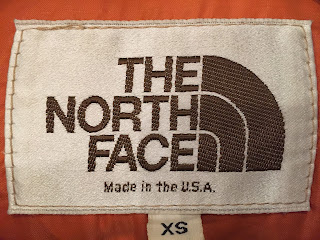 THE
NORTH
FACE
Made in the U.S.A.
XS